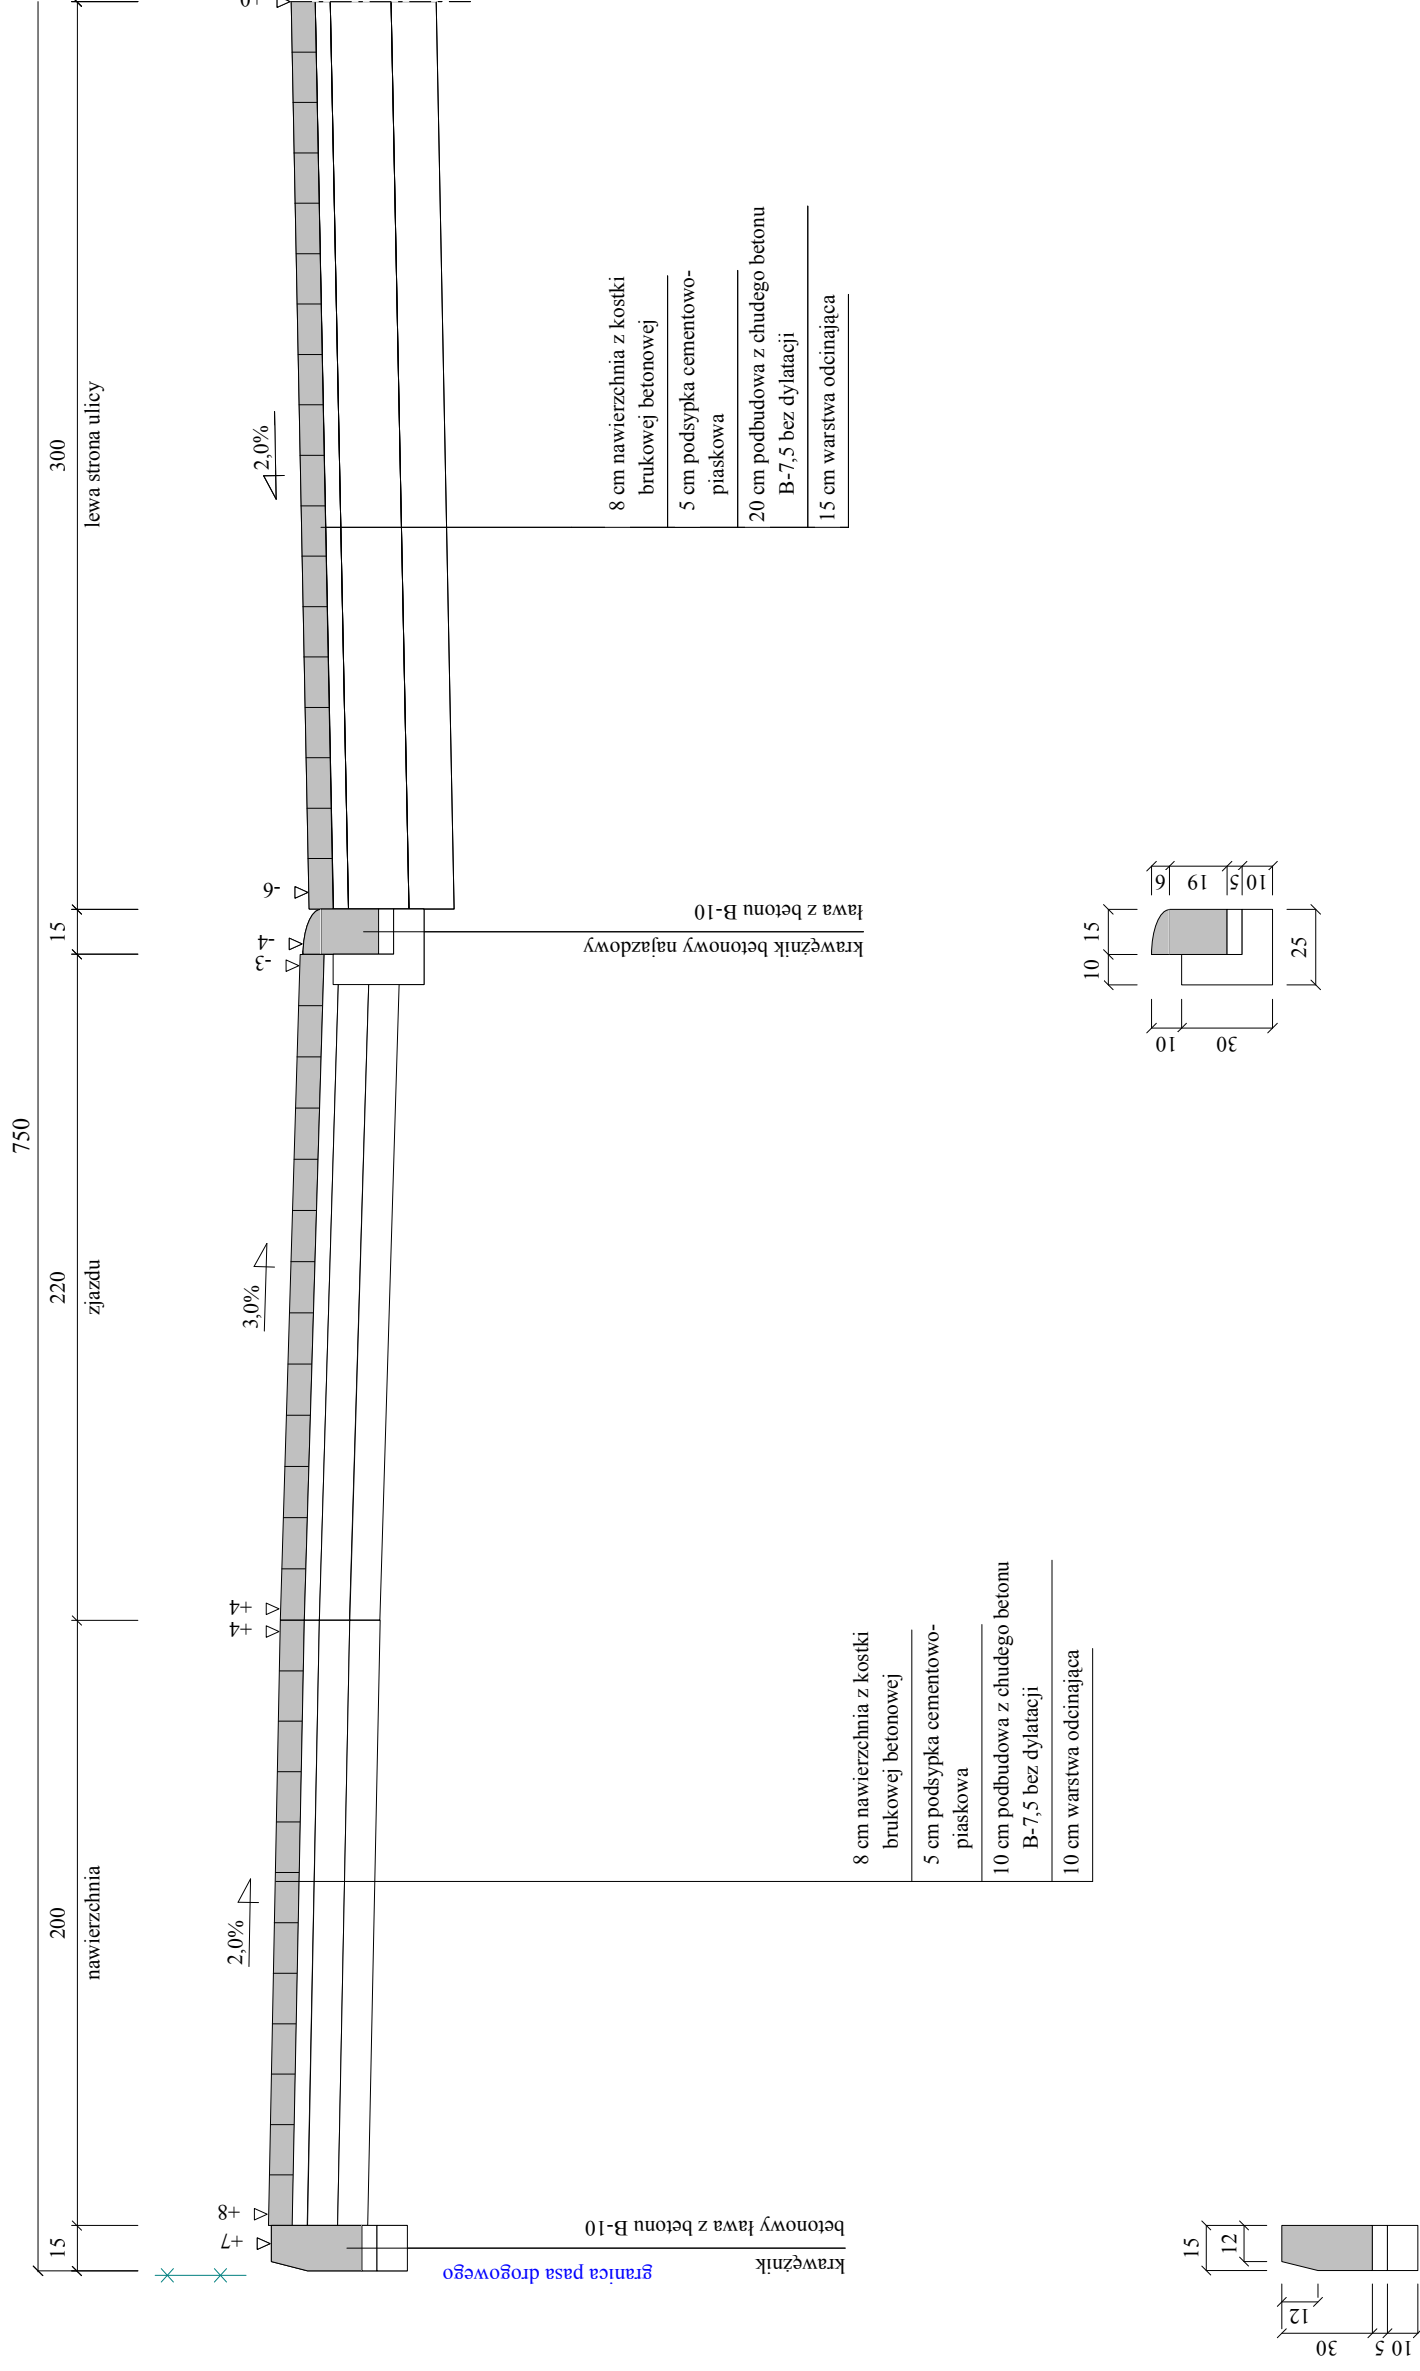 750
15
200
220
15
300
nawierzchnia
zjazdu
lewa strona ulicy
+7
+8
2,0%
+4
+4
3,0%
-3
-4
-6
2,0%
+0
granica pasa drogowego
krawężnik
betonowy ława z betonu B-10
krawężnik betonowy najazdowy
ława z betonu B-10
8 cm nawierzchnia z kostki
brukowej betonowej
5 cm podsypka cementowo-
piaskowa
20 cm podbudowa z chudego betonu
B-7,5 bez dylatacji
15 cm warstwa odcinająca
8 cm nawierzchnia z kostki
brukowej betonowej
5 cm podsypka cementowo-
piaskowa
10 cm podbudowa z chudego betonu
B-7,5 bez dylatacji
10 cm warstwa odcinająca
15
12
12
30
5
10
10
15
10
30
6
19
5
10
25